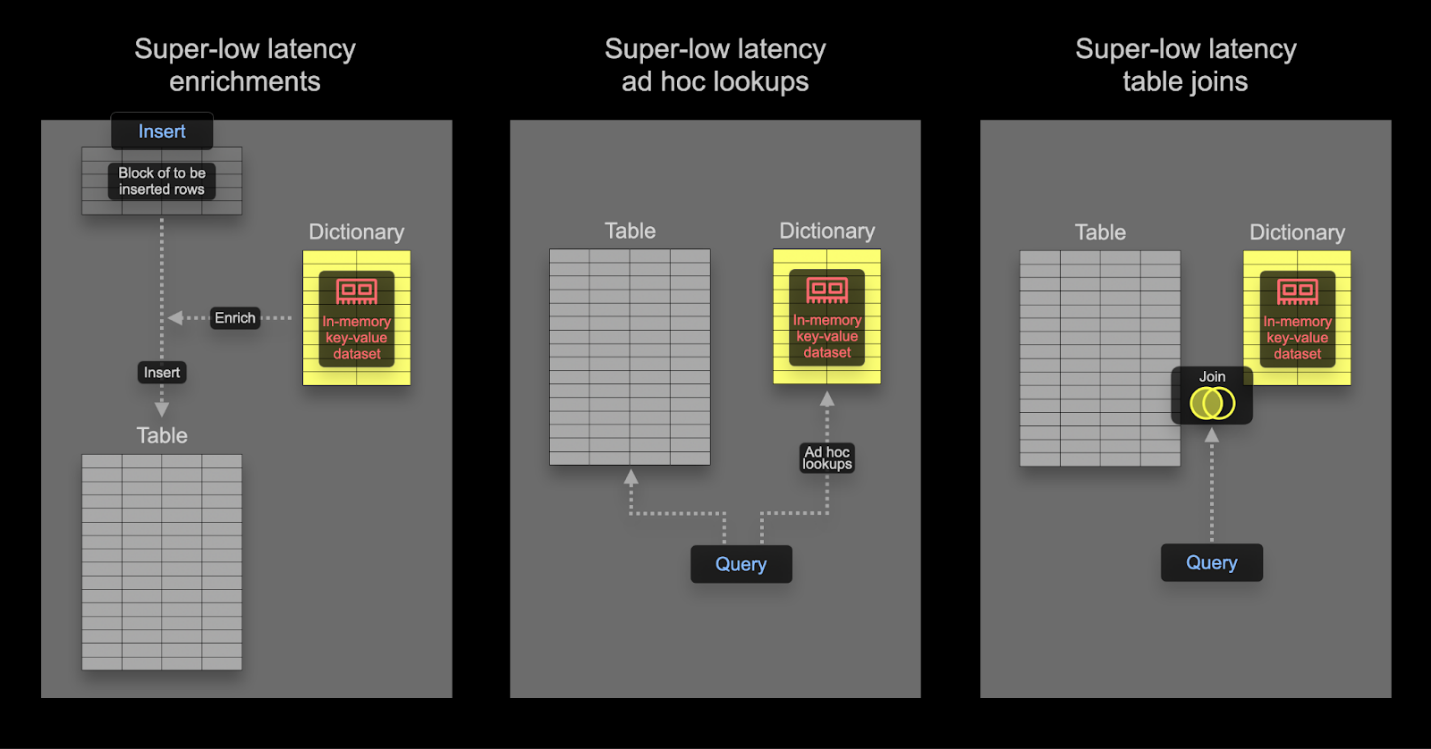 Super-low latency
enrichments
Insert
Block of to be
inserted rows
Dictionary
In-memory
key-value
dataset
Enrich
Insert
Table
Super-low latency
ad hoc lookups
Table
Dictionary
In-memory
key-value
dataset
Ad hoc
lookups
Query
Super-low latency
table joins
Table
Dictionary
In-memory
key-value
dataset
Join
Query